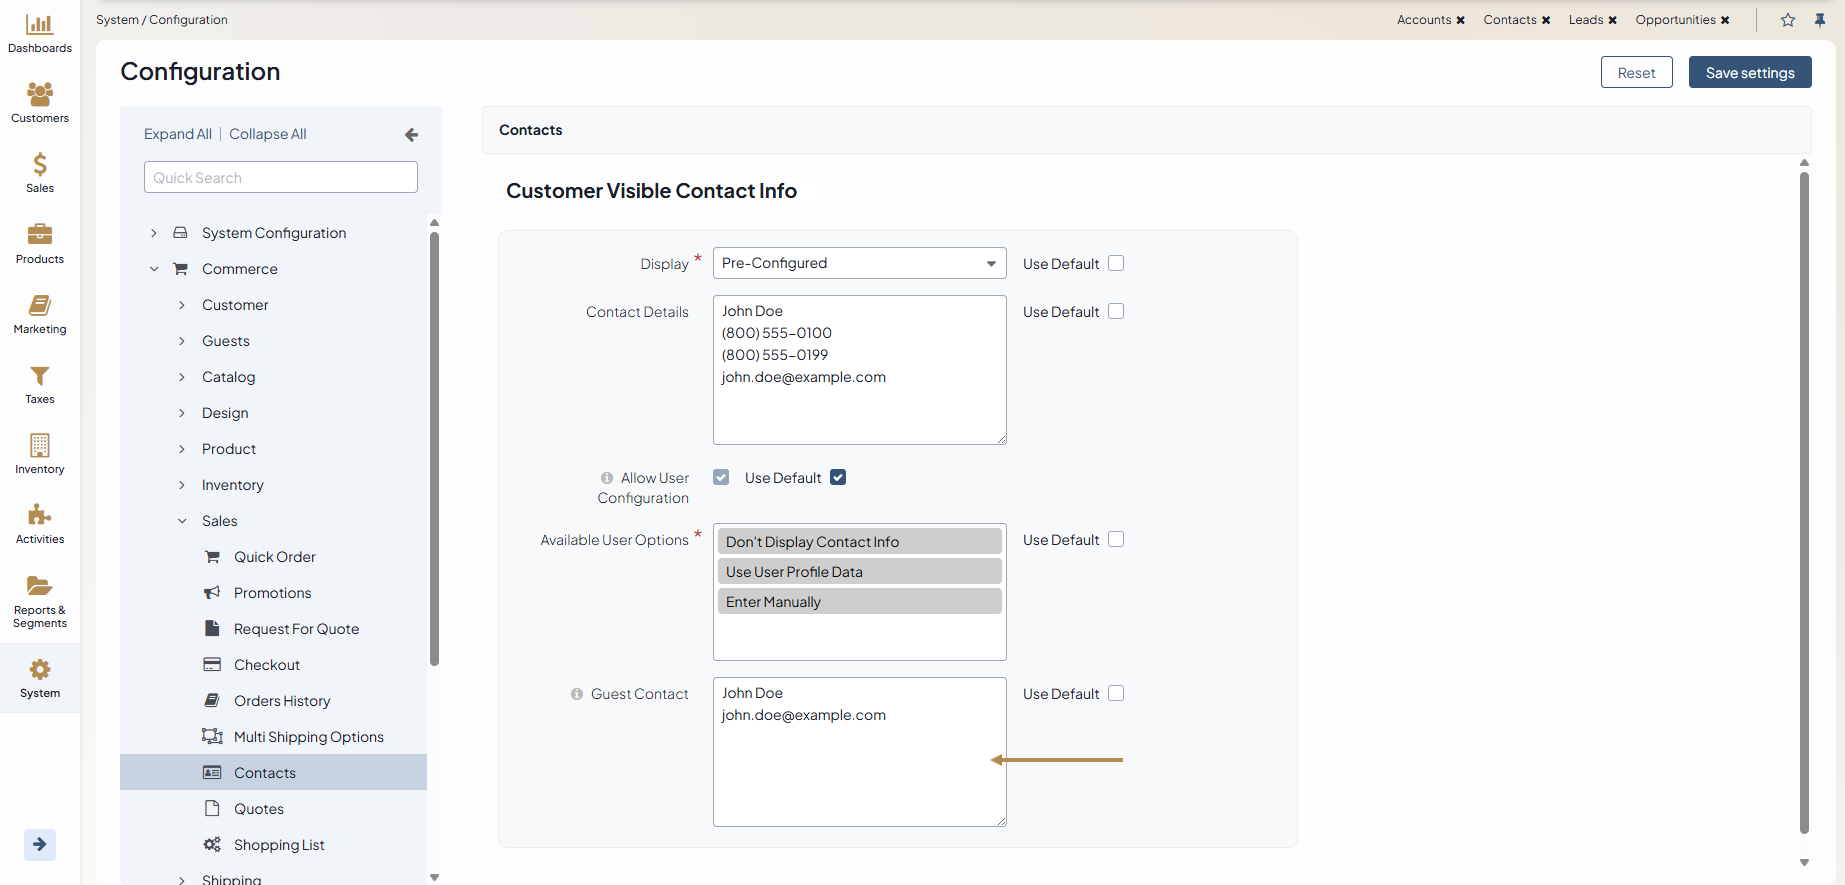 System / Configuration
Accounts ✖ Contacts ✖ Leads ✖ Opportunities ✖
Dashboards
Customers
Sales
Products
Marketing
Taxes
Inventory
Activities
Reports &
Segments
System
Configuration
Reset
Save settings
Expand All | Collapse All
Quick Search
System Configuration
Commerce
Customer
Guests
Catalog
Design
Product
Inventory
Sales
Quick Order
Promotions
Request For Quote
Checkout
Orders History
Multi Shipping Options
Contacts
Quotes
Shopping List
Shipping
Contacts
Customer Visible Contact Info
Display * Pre-Configured Use Default
Contact Details Use Default
John Doe
(800) 555-0100
(800) 555-0199
john.doe@example.com
Allow User
Configuration
Use Default
Available User Options * Use Default
Don't Display Contact Info
Use User Profile Data
Enter Manually
Guest Contact Use Default
John Doe
john.doe@example.com